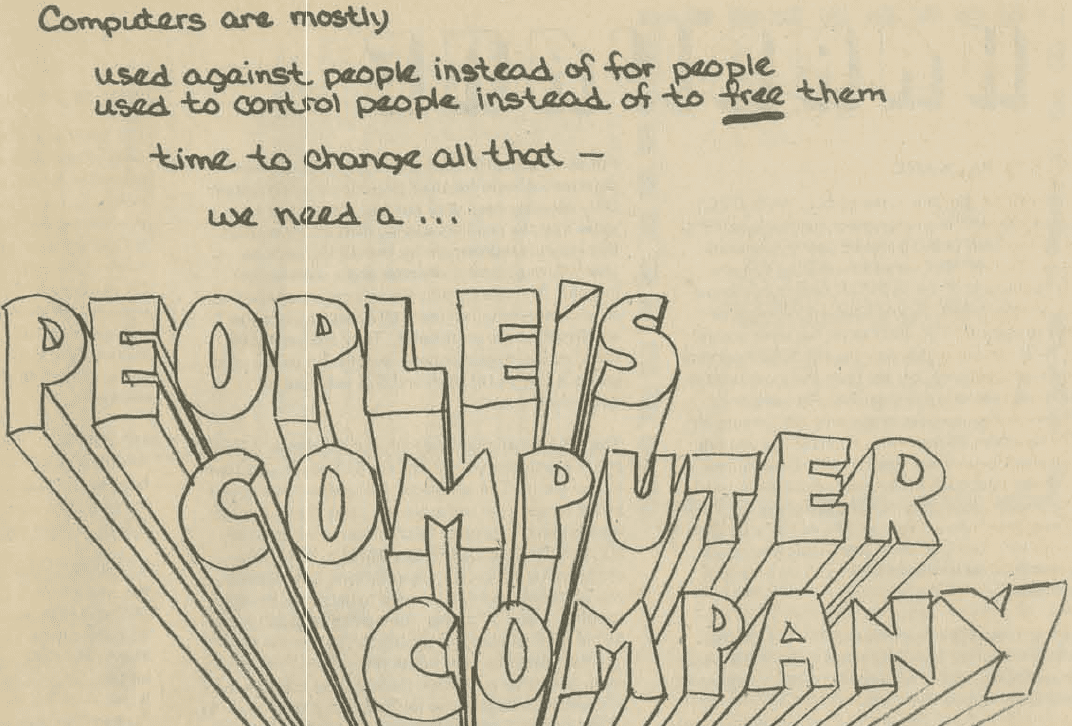 Computers are mostly
used against people instead of for people
used to control people instead of to free them
time to change all that —
we need a ...
PEOPLE'S
COMPUTER
COMPANY